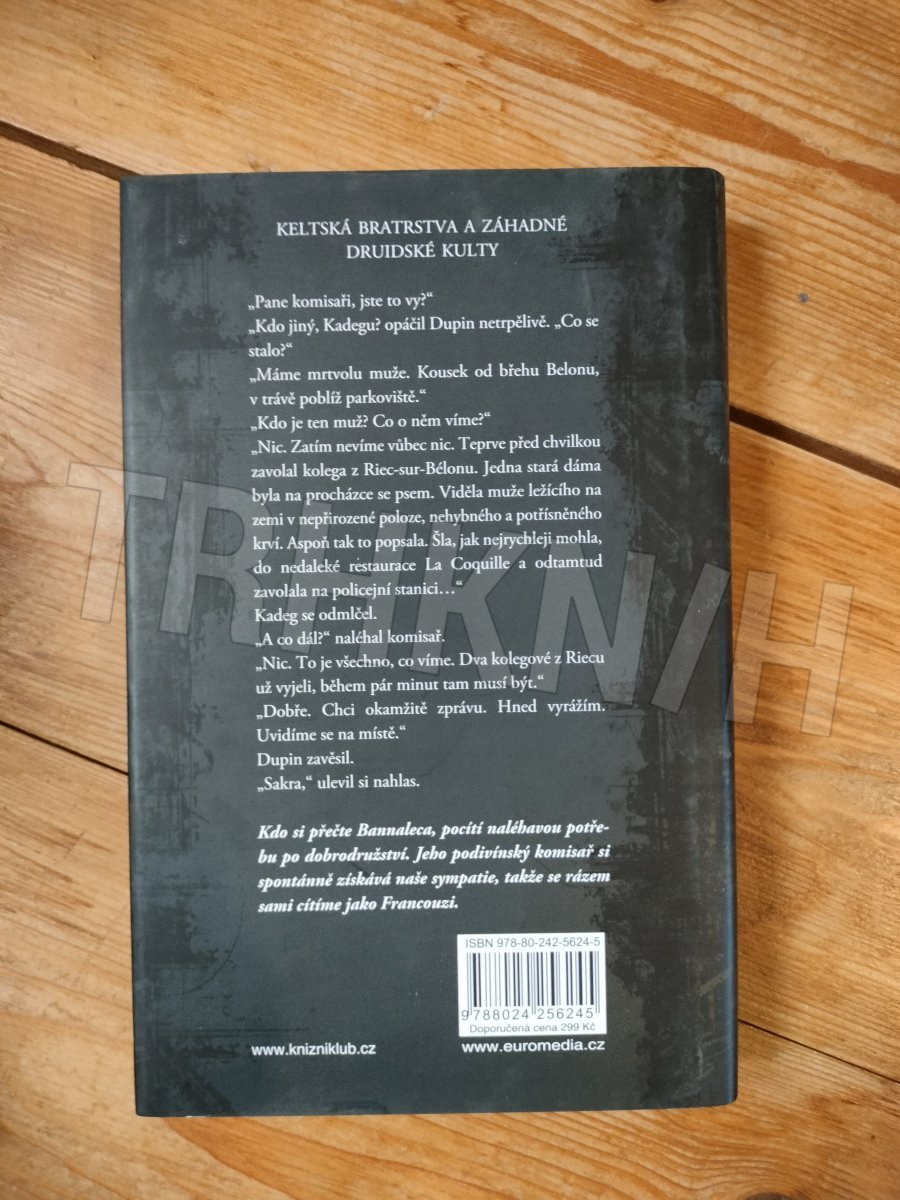 KELTSKÁ BRATRSTVA A ZÁHADNÉ
DRUIDSKÉ KULTY
„Pane komisaři, jste to vy?“
„Kdo jiný, Kadegu? opáčil Dupin netrpělivě. „Co se
stalo?“
„Máme mrtvolu muže. Kousek od břehu Belonu,
v trávě poblíž parkoviště.“
„Kdo je ten muž? Co o něm víme?“
„Nic. Zatím nevíme vůbec nic. Teprve před chvilkou
zavolal kolega z Riec-sur-Bélonu. Jedna stará dáma
byla na procházce se psem. Viděla muže ležícího na
zemi v nepřirozené poloze, nehybného a potřísněného
krví. Aspoň tak to popsala. Šla, jak nejrychleji mohla,
do nedaleké restaurace La Coquille a odtamtud
zavolala na policejní stanici…“
Kadeg se odmlčel.
„A co dál?“ naléhal komisař.
„Nic. To je všechno, co víme. Dva kolegové z Riecu
už vyjeli, během pár minut tam musí být.“
„Dobře. Chci okamžitě zprávu. Hned vyrážím.
Uvidíme se na místě.“
Dupin zavěsil.
„Sakra,“ ulevil si nahlas.
Kdo si přečte Bannaleca, pocítí naléhavou potře-
bu po dobrodružství. Jeho podivínský komisař si
spontánně získává naše sympatie, takže se rázem
sami cítíme jako Francouzi.
ISBN 978-80-242-5624-5
9788024256245
Doporučená cena 299 Kč
www.knizniklub.cz
www.euromedia.cz
TRHKNIH